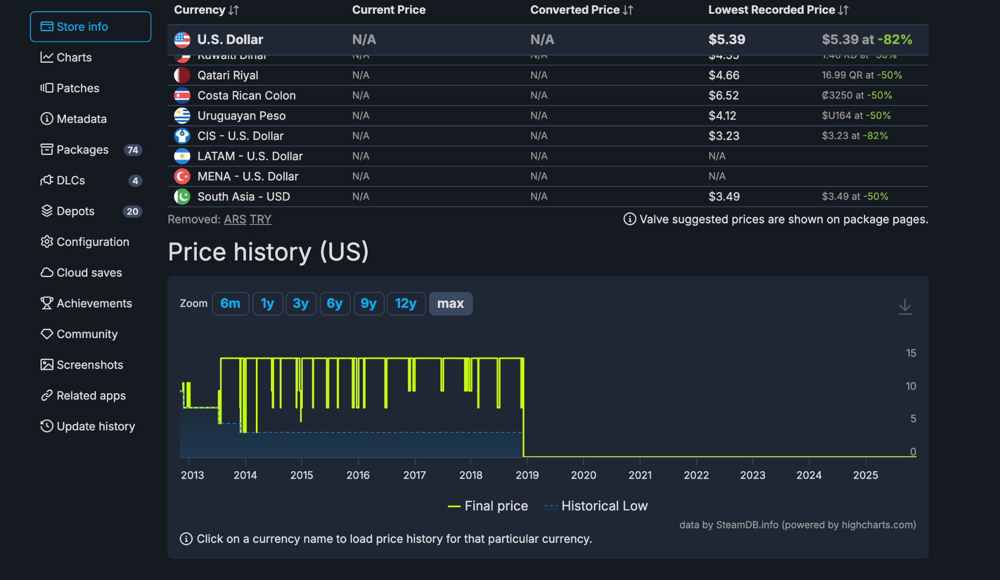 Store info
Charts
Patches
Metadata
Packages 74
DLCs 4
Depots 20
Configuration
Cloud saves
Achievements
Community
Screenshots
Related apps
Update history
Currency Current Price Converted Price Lowest Recorded Price
U.S. Dollar N/A N/A $5.39 $5.39 at -82%
Kuwaiti Dinar N/A N/A $4.55 1.40 KD at -50%
Qatari Riyal N/A N/A $4.66 16.99 QR at -50%
Costa Rican Colon N/A N/A $6.52 ₡3250 at -50%
Uruguayan Peso N/A N/A $4.12 $U164 at -50%
CIS - U.S. Dollar N/A N/A $3.23 $3.23 at -82%
LATAM - U.S. Dollar N/A N/A N/A
MENA - U.S. Dollar N/A N/A N/A
South Asia - USD N/A N/A $3.49 $3.49 at -50%
Removed: ARS TRY Valve suggested prices are shown on package pages.
Price history (US)
Zoom 6m 1y 3y 6y 9y 12y max
15
10
5
0
2013 2014 2015 2016 2017 2018 2019 2020 2021 2022 2023 2024 2025
Final price Historical Low
data by SteamDB.info (powered by highcharts.com)
Click on a currency name to load price history for that particular currency.